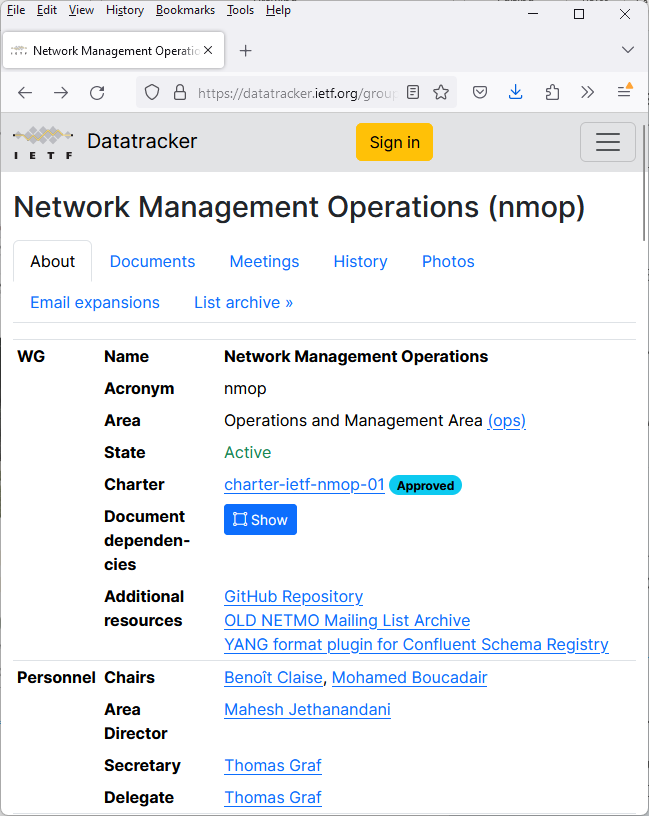 File Edit View History Bookmarks Tools Help
Network Management Operatio
https://datatracker.ietf.org/group
IETF Datatracker Sign in
Network Management Operations (nmop)
About Documents Meetings History Photos
Email expansions List archive »
WG Name Network Management Operations
Acronym nmop
Area Operations and Management Area (ops)
State Active
Charter charter-ietf-nmop-01 Approved
Document
dependen-
cies
Show
Additional
resources
GitHub Repository
OLD NETMO Mailing List Archive
YANG format plugin for Confluent Schema Registry
Personnel Chairs Benoît Claise, Mohamed Boucadair
Area
Director
Mahesh Jethanandani
Secretary Thomas Graf
Delegate Thomas Graf